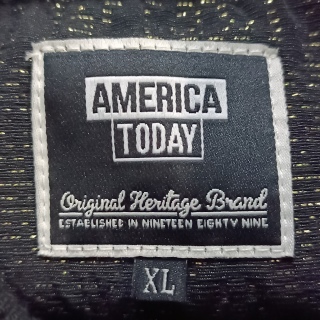 AMERICA
TODAY
Original Heritage Brand
ESTABLISHED IN NINETEEN EIGHTY NINE
XL